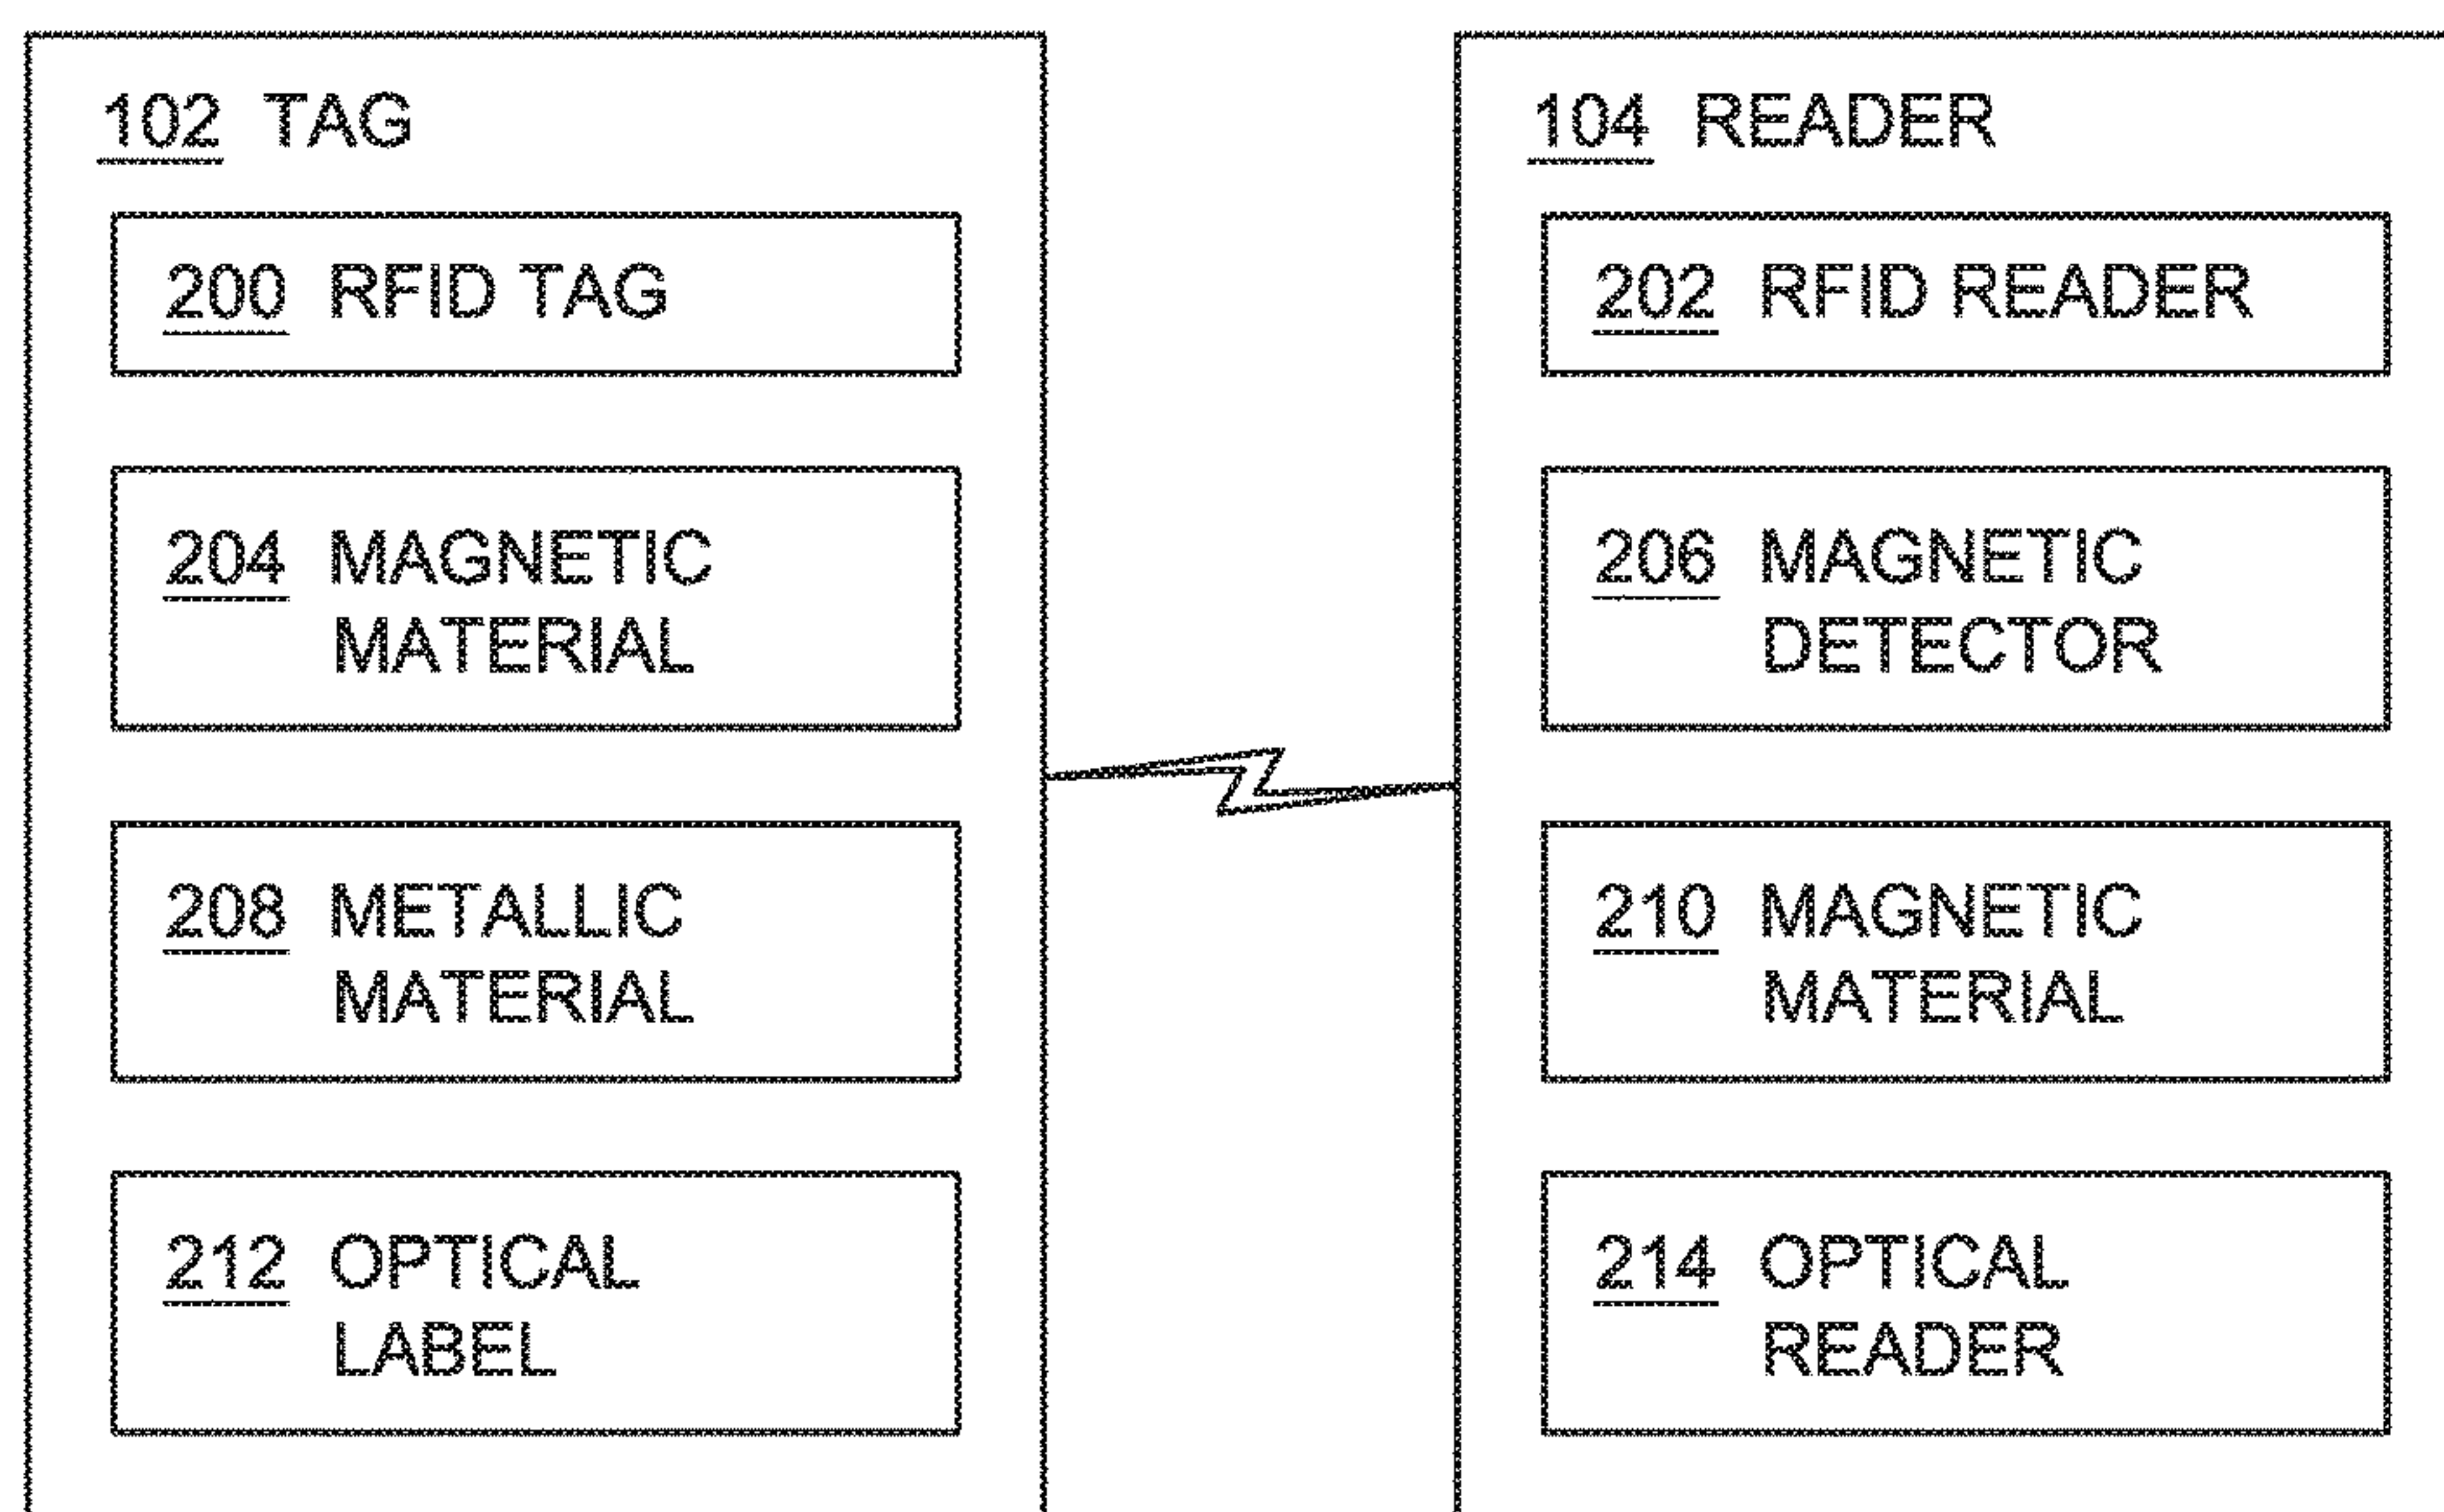 102 TAG
200 RFID TAG
204 MAGNETIC
MATERIAL
208 METALLIC
MATERIAL
212 OPTICAL
LABEL
104 READER
202 RFID READER
206 MAGNETIC
DETECTOR
210 MAGNETIC
MATERIAL
214 OPTICAL
READER